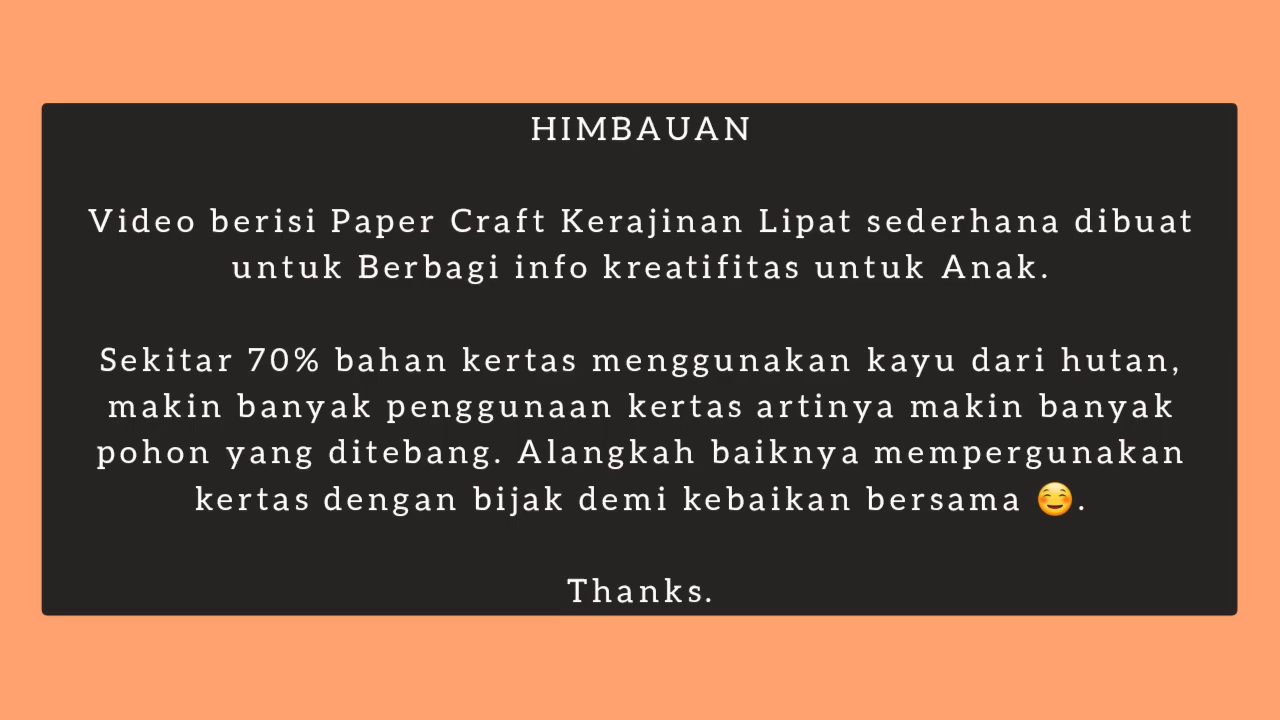 HIMBAUAN
Video berisi Paper Craft Kerajinan Lipat sederhana dibuat
untuk Berbagi info kreatifitas untuk Anak.
Sekitar 70% bahan kertas menggunakan kayu dari hutan,
makin banyak penggunaan kertas artinya makin banyak
pohon yang ditebang. Alangkah baiknya mempergunakan
kertas dengan bijak demi kebaikan bersama ☺️.
Thanks.